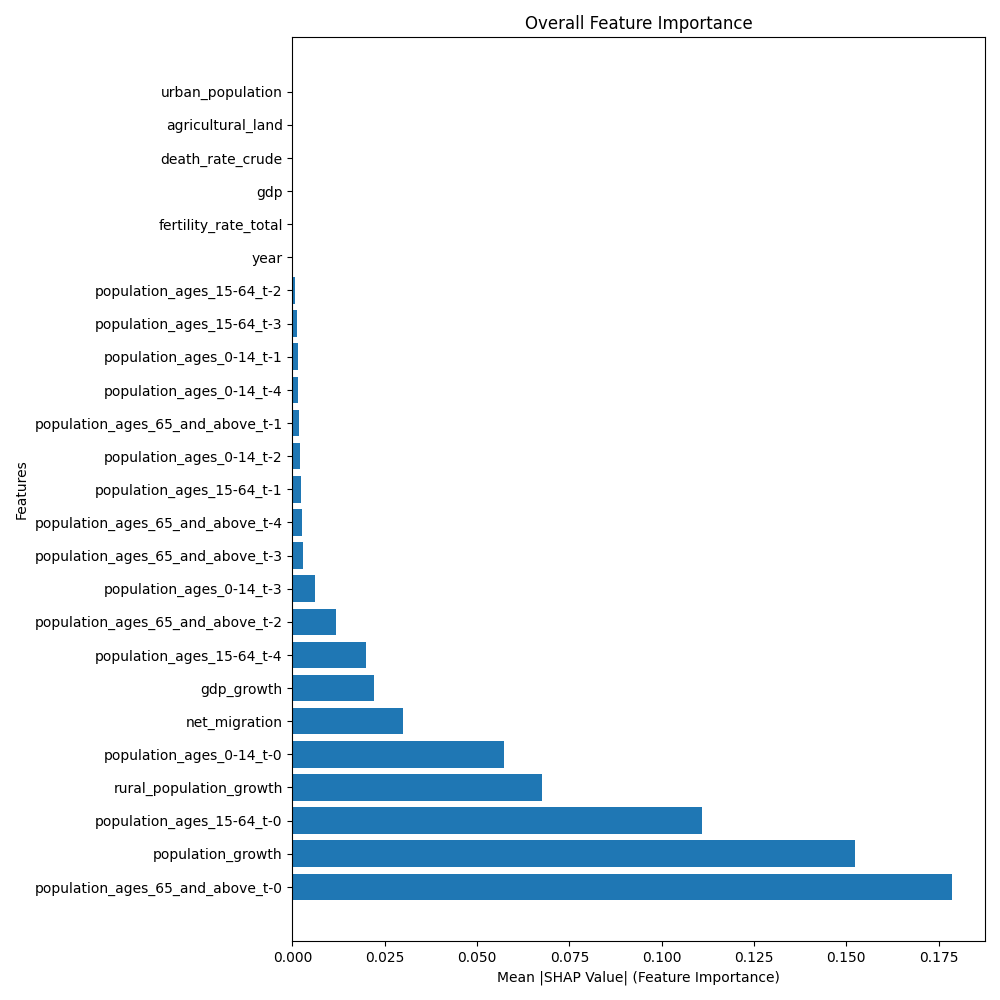 Overall Feature Importance
urban_population
agricultural_land
death_rate_crude
gdp
fertility_rate_total
year
population_ages_15-64_t-2
population_ages_15-64_t-3
population_ages_0-14_t-1
population_ages_0-14_t-4
population_ages_65_and_above_t-1
population_ages_0-14_t-2
population_ages_15-64_t-1
population_ages_65_and_above_t-4
population_ages_65_and_above_t-3
population_ages_0-14_t-3
population_ages_65_and_above_t-2
population_ages_15-64_t-4
gdp_growth
net_migration
population_ages_0-14_t-0
rural_population_growth
population_ages_15-64_t-0
population_growth
population_ages_65_and_above_t-0
Features
0.000 0.025 0.050 0.075 0.100 0.125 0.150 0.175
Mean |SHAP Value| (Feature Importance)